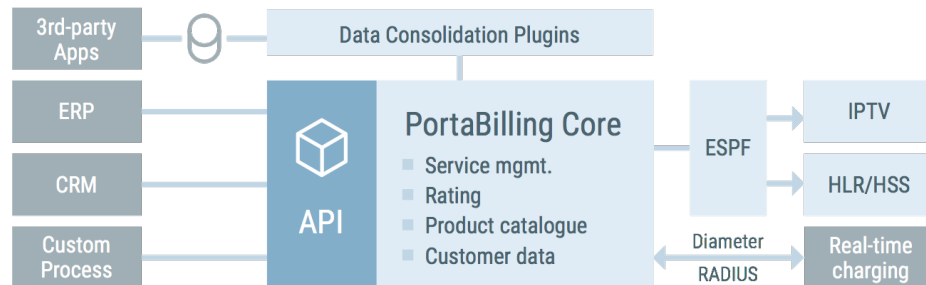 3rd-party
Apps
Data Consolidation Plugins
ERP
CRM
Custom
Process
API
PortaBilling Core
Service mgmt.
Rating
Product catalogue
Customer data
ESPF
IPTV
HLR/HSS
Diameter
RADIUS
Real-time
charging